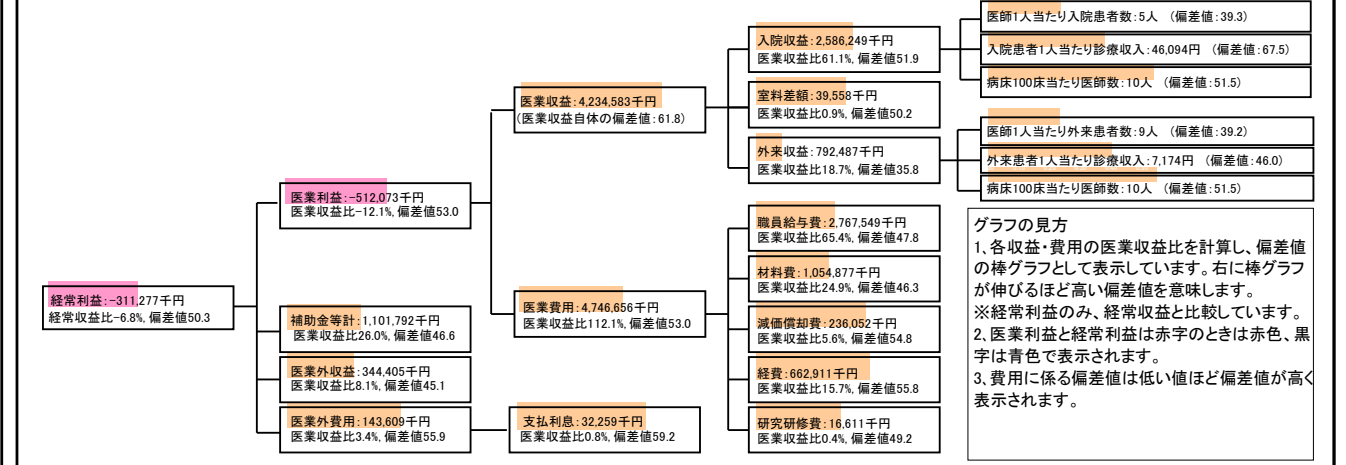 経常利益:-311,277千円
経常収支比-6.8%, 偏差値50.3
医業利益:-512,073千円
医業収益比-12.1%, 偏差値53.0
補助金等計:1,101,792千円
医業収益比26.0%, 偏差値46.6
医業外収益:344,405千円
医業収益比8.1%, 偏差値45.1
医業外費用:143,609千円
医業収益比3.4%, 偏差値55.9
医業収益:4,234,583千円
(医業収益自体の偏差値:61.8)
医業費用:4,746,656千円
医業収益比112.1%, 偏差値53.0
支払利息:32,259千円
医業収益比0.8%, 偏差値59.2
入院収益:2,586,249千円
医業収益比61.1%, 偏差値51.9
室料差額:39,558千円
医業収益比0.9%, 偏差値50.2
外来収益:792,487千円
医業収益比18.7%, 偏差値35.8
職員給与費:2,767,549千円
医業収益比65.4%, 偏差値47.8
材料費:1,054,877千円
医業収益比24.9%, 偏差値46.3
減価償却費:236,052千円
医業収益比5.6%, 偏差値54.8
経費:662,911千円
医業収益比15.7%, 偏差値55.8
研究研修費:16,611千円
医業収益比0.4%, 偏差値49.2
医師1人当たり入院患者数:5人 (偏差値:39.3)
入院患者1人当たり診療収入:46,094円 (偏差値:67.5)
病床100床当たり医師数:10人 (偏差値:51.5)
医師1人当たり外来患者数:9人 (偏差値:39.2)
外来患者1人当たり診療収入:7,174円 (偏差値:46.0)
病床100床当たり医師数:10人 (偏差値:51.5)
グラフの見方
1、各収益・費用の医業収益比を計算し、偏差値
の棒グラフとして表示しています。右に棒グラフ
が伸びるほど高い偏差値を意味します。
※経常利益のみ、経常収益と比較しています。
2、医業利益と経常利益は赤字のときは赤色、黒
字は青色で表示されます。
3、費用に係る偏差値は低い値ほど偏差値が高く
表示されます。